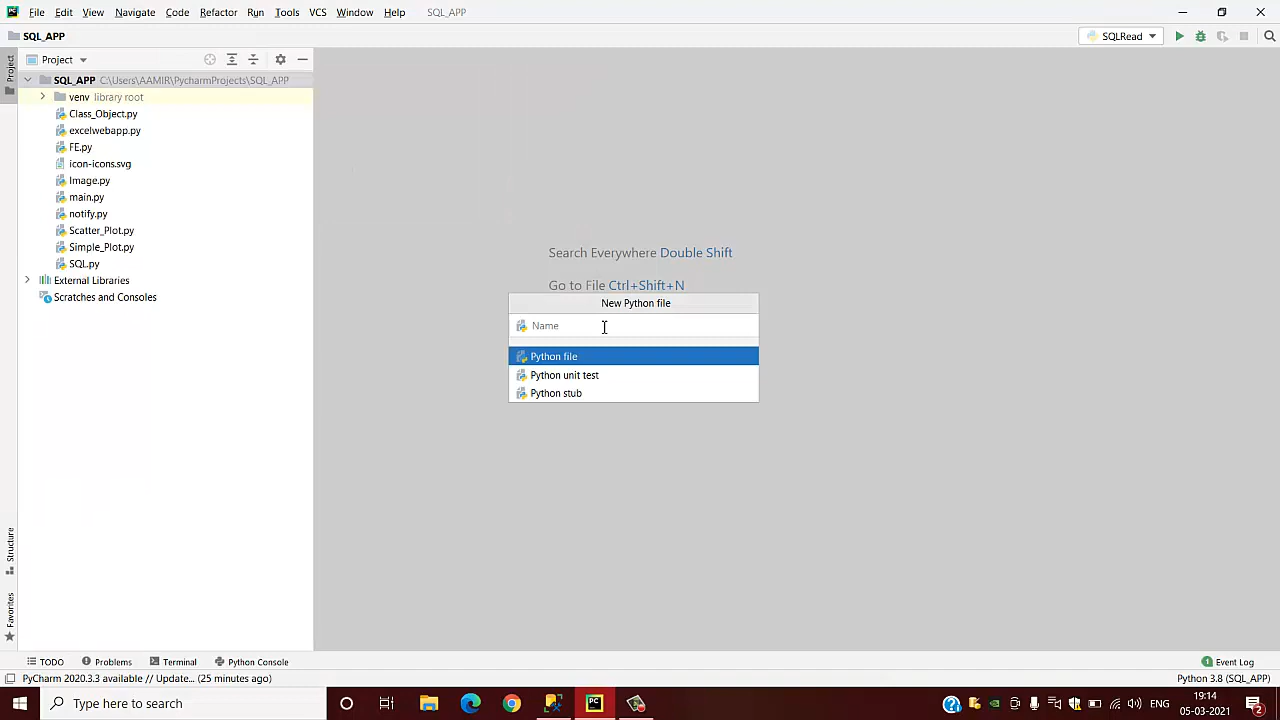 PC File Edit View Navigate Code Refactor Run Tools VCS Window Help SQL_APP
SQL_APP SQLRead
Project
Project
SQL_APP C:\Users\AAMIR\PycharmProjects\SQL_APP
venv library root
Class_Object.py
excelwebapp.py
FE.py
icon-icons.svg
Image.py
main.py
notify.py
Scatter_Plot.py
Simple_Plot.py
SQL.py
External Libraries
Scratches and Consoles
Search Everywhere Double Shift
Go to File Ctrl+Shift+N
New Python file
Name
Python file
Python unit test
Python stub
Structure
Favorites
TODO Problems Terminal Python Console 1 Event Log
PyCharm 2020.3.3 available // Update... (25 minutes ago) Python 3.8 (SQL_APP)
Type here to search PC ENG 19:14
05-03-2021 2